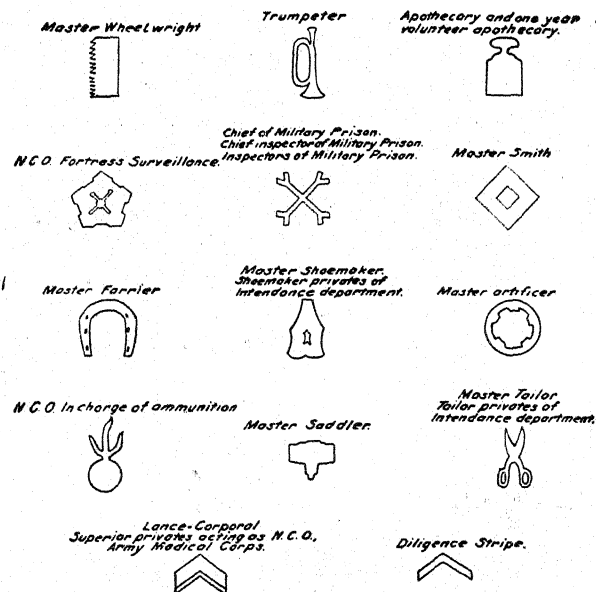 Master Wheelwright
Trumpeter
Apothecary and one year
volunteer apothecary.
N.C.O. Fortress Surveillance.
Chief of Military Prison.
Chief inspector of Military Prison.
Inspectors of Military Prison.
Master Smith
Master Farrier
Master Shoemaker.
Shoemaker privates of
Intendance department.
Master artificer
N.C.O. In charge of ammunition
Master Saddler.
Master Tailor
Tailor privates of
Intendance department.
Lance-Corporal
Superior privates acting as N.C.O.,
Army Medical Corps.
Diligence Stripe.